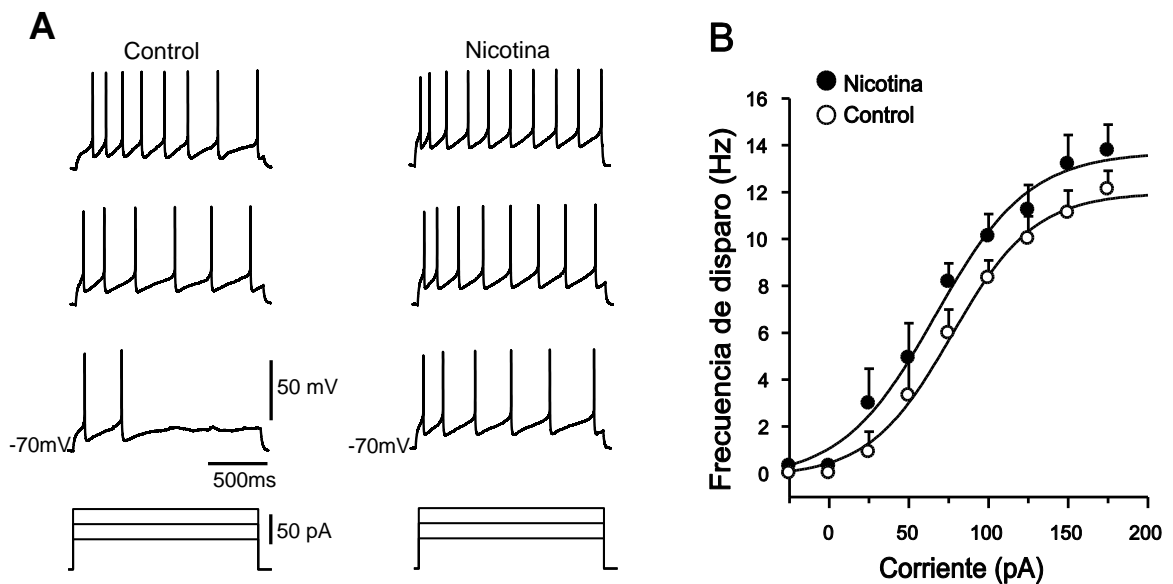 A
Control
Nicotina
50 mV
-70mV
-70mV
500ms
50 pA
B
Nicotina
Control
Frecuencia de disparo (Hz)
16
14
12
10
8
6
4
2
0
0
50
100
150
200
Corriente (pA)